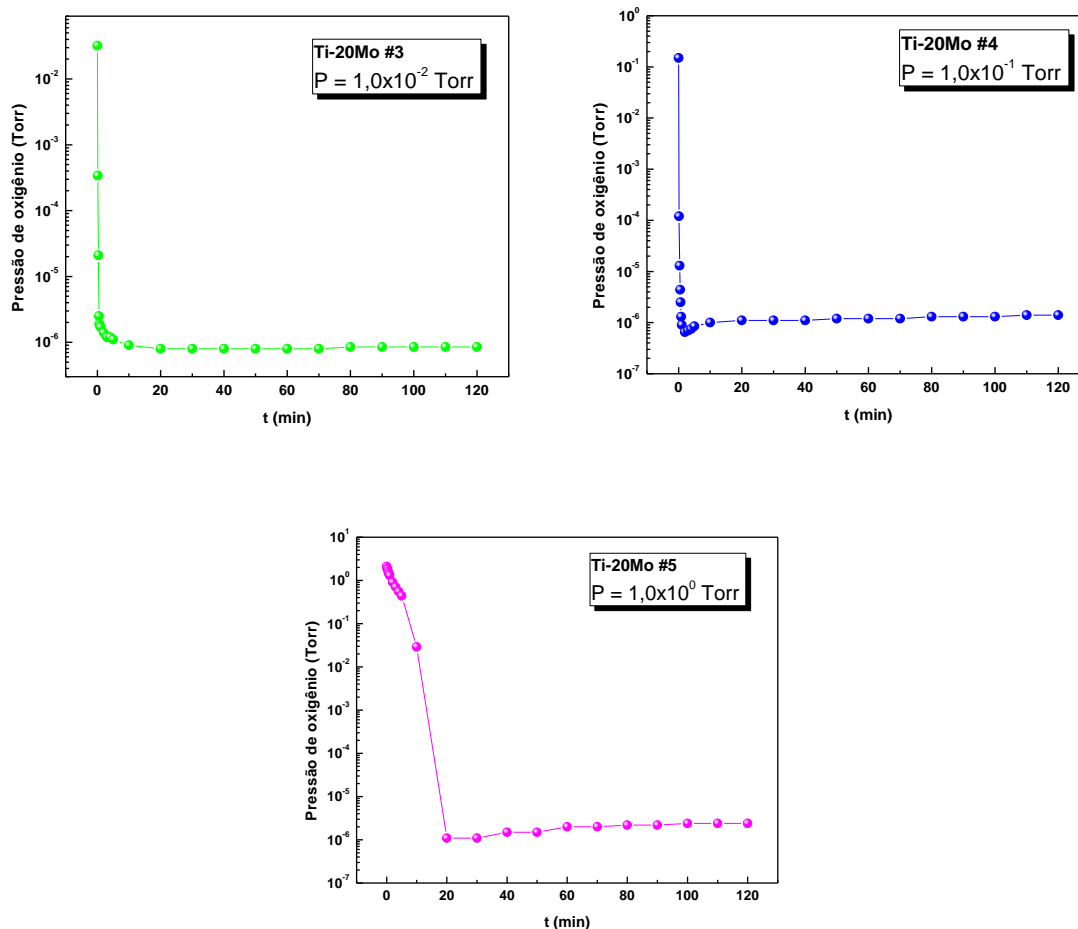 Ti-20Mo #3
P = 1,0x10⁻² Torr
Pressão de oxigênio (Torr)
10⁻²
10⁻³
10⁻⁴
10⁻⁵
10⁻⁶
0 20 40 60 80 100 120
t (min)
Ti-20Mo #4
P = 1,0x10⁻¹ Torr
Pressão de oxigênio (Torr)
10⁰
10⁻¹
10⁻²
10⁻³
10⁻⁴
10⁻⁵
10⁻⁶
10⁻⁷
0 20 40 60 80 100 120
t (min)
Ti-20Mo #5
P = 1,0x10⁰ Torr
Pressão de oxigênio (Torr)
10¹
10⁰
10⁻¹
10⁻²
10⁻³
10⁻⁴
10⁻⁵
10⁻⁶
10⁻⁷
0 20 40 60 80 100 120
t (min)